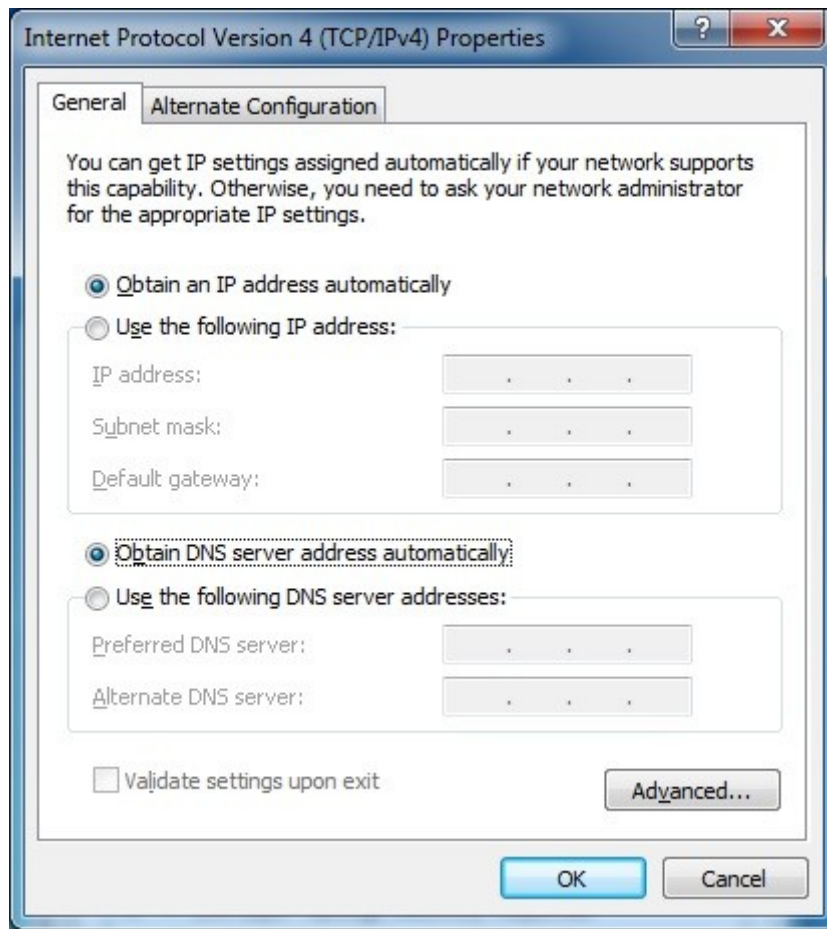 Internet Protocol Version 4 (TCP/IPv4) Properties
?
General
Alternate Configuration
You can get IP settings assigned automatically if your network supports
this capability. Otherwise, you need to ask your network administrator
for the appropriate IP settings.
Obtain an IP address automatically
Use the following IP address:
IP address:
Subnet mask:
Default gateway:
Obtain DNS server address automatically
Use the following DNS server addresses:
Preferred DNS server:
Alternate DNS server:
Validate settings upon exit
Advanced...
OK
Cancel